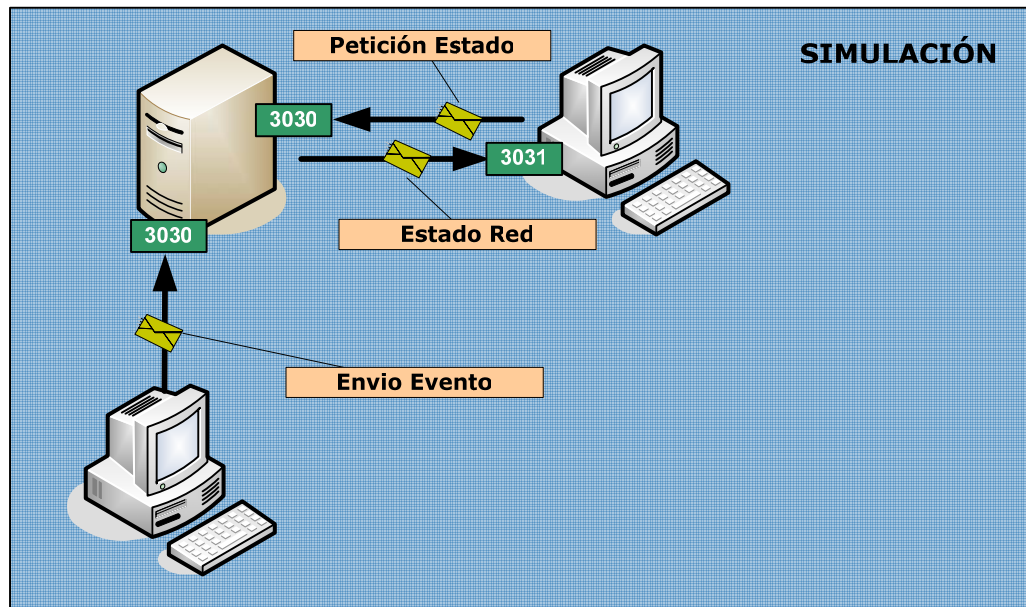 Petición Estado
SIMULACIÓN
3030
3031
Estado Red
3030
Envio Evento